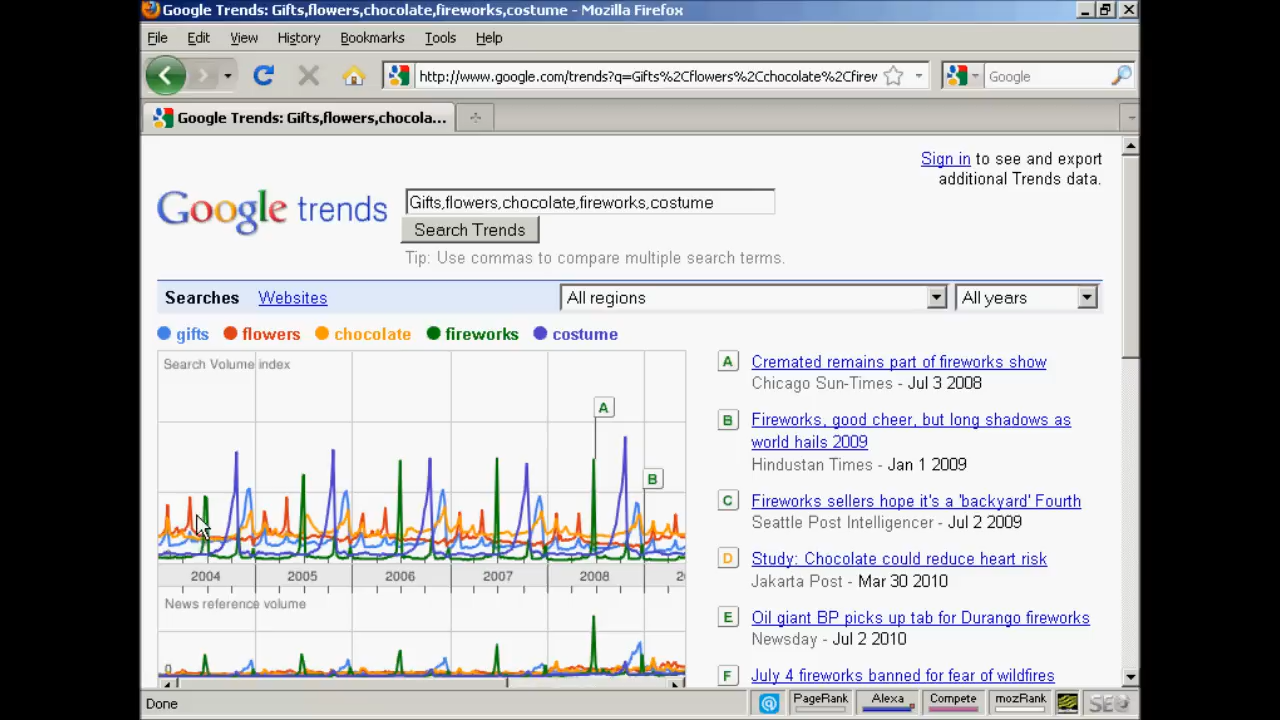 Google Trends: Gifts,flowers,chocolate,fireworks,costume - Mozilla Firefox
File Edit View History Bookmarks Tools Help
http://www.google.com/trends?q=Gifts%2Cflowers%2Cchocolate%2Cfirev
Google
Google Trends: Gifts,flowers,chocola...
Sign in to see and export
additional Trends data.
Google trends
Gifts,flowers,chocolate,fireworks,costume
Search Trends
Tip: Use commas to compare multiple search terms.
Searches Websites All regions All years
gifts flowers chocolate fireworks costume
Search Volume index
A
B
2004 2005 2006 2007 2008 2
News reference volume
0
A Cremated remains part of fireworks show
Chicago Sun-Times - Jul 3 2008
B Fireworks, good cheer, but long shadows as
world hails 2009
Hindustan Times - Jan 1 2009
C Fireworks sellers hope it's a 'backyard' Fourth
Seattle Post Intelligencer - Jul 2 2009
D Study: Chocolate could reduce heart risk
Jakarta Post - Mar 30 2010
E Oil giant BP picks up tab for Durango fireworks
Newsday - Jul 2 2010
F July 4 fireworks banned for fear of wildfires
Done @ PageRank Alexa Compete mozRank SEO